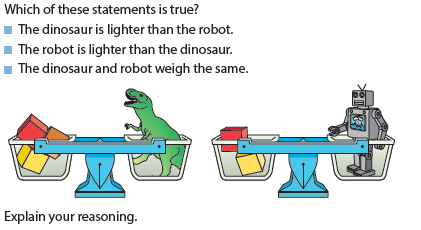 Which of these statements is true?
The dinosaur is lighter than the robot.
The robot is lighter than the dinosaur.
The dinosaur and robot weigh the same.
Explain your reasoning.